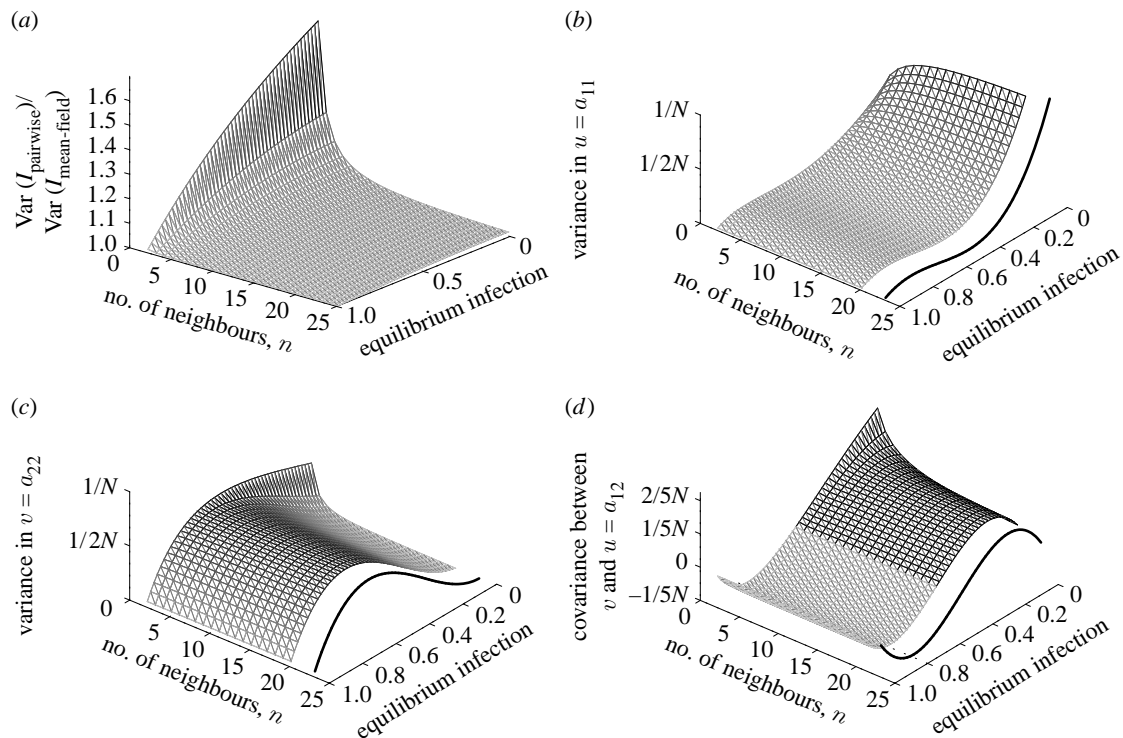 (a)
Var (I_pairwise)/
Var (I_mean-field)
1.6
1.5
1.4
1.3
1.2
1.1
1.0
0
5
10
15
20
25
no. of neighbours, n
0
0.5
1.0
equilibrium infection
(b)
variance in u = a_11
1/N
1/2N
0
5
10
15
20
25
no. of neighbours, n
0
0.2
0.4
0.6
0.8
1.0
equilibrium infection
(c)
variance in v = a_22
1/N
1/2N
0
5
10
15
20
25
no. of neighbours, n
0
0.2
0.4
0.6
0.8
1.0
equilibrium infection
(d)
covariance between
v and u = a_12
2/5N
1/5N
0
−1/5N
0
5
10
15
20
25
no. of neighbours, n
0
0.2
0.4
0.6
0.8
1.0
equilibrium infection